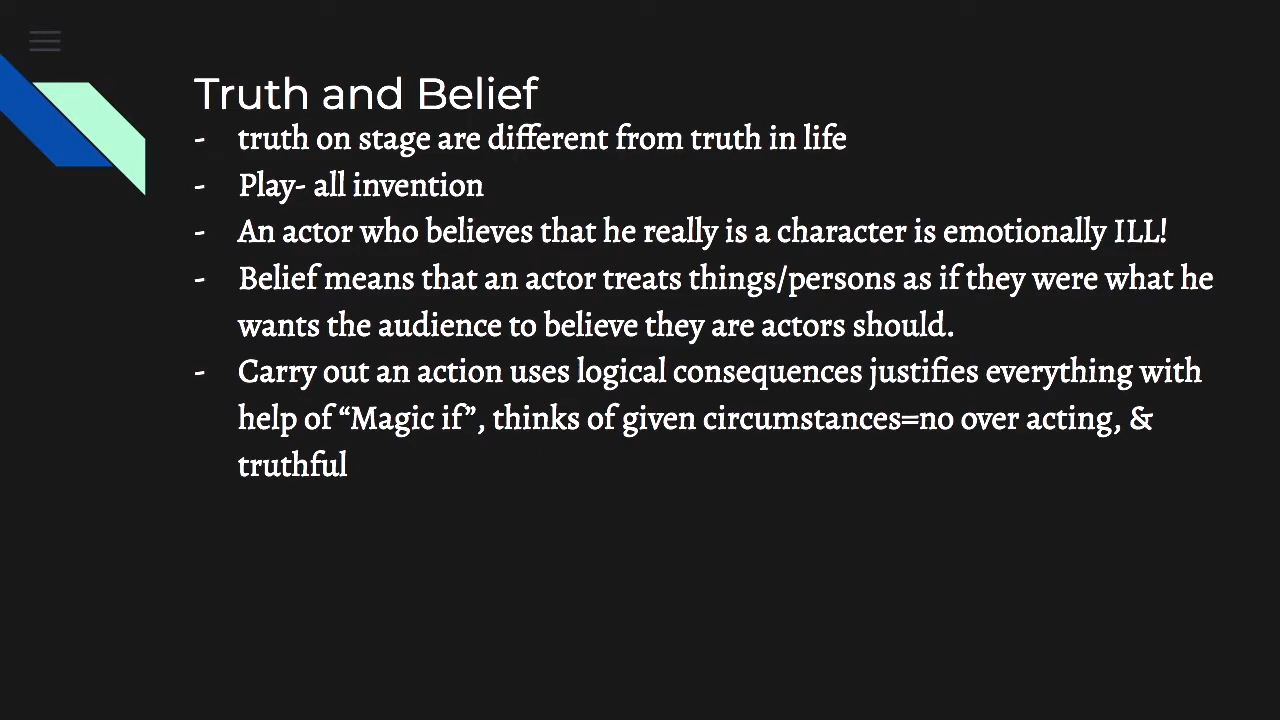 Truth and Belief
- truth on stage are different from truth in life
- Play- all invention
- An actor who believes that he really is a character is emotionally ILL!
- Belief means that an actor treats things/persons as if they were what he
wants the audience to believe they are actors should.
- Carry out an action uses logical consequences justifies everything with
help of “Magic if”, thinks of given circumstances=no over acting, &
truthful